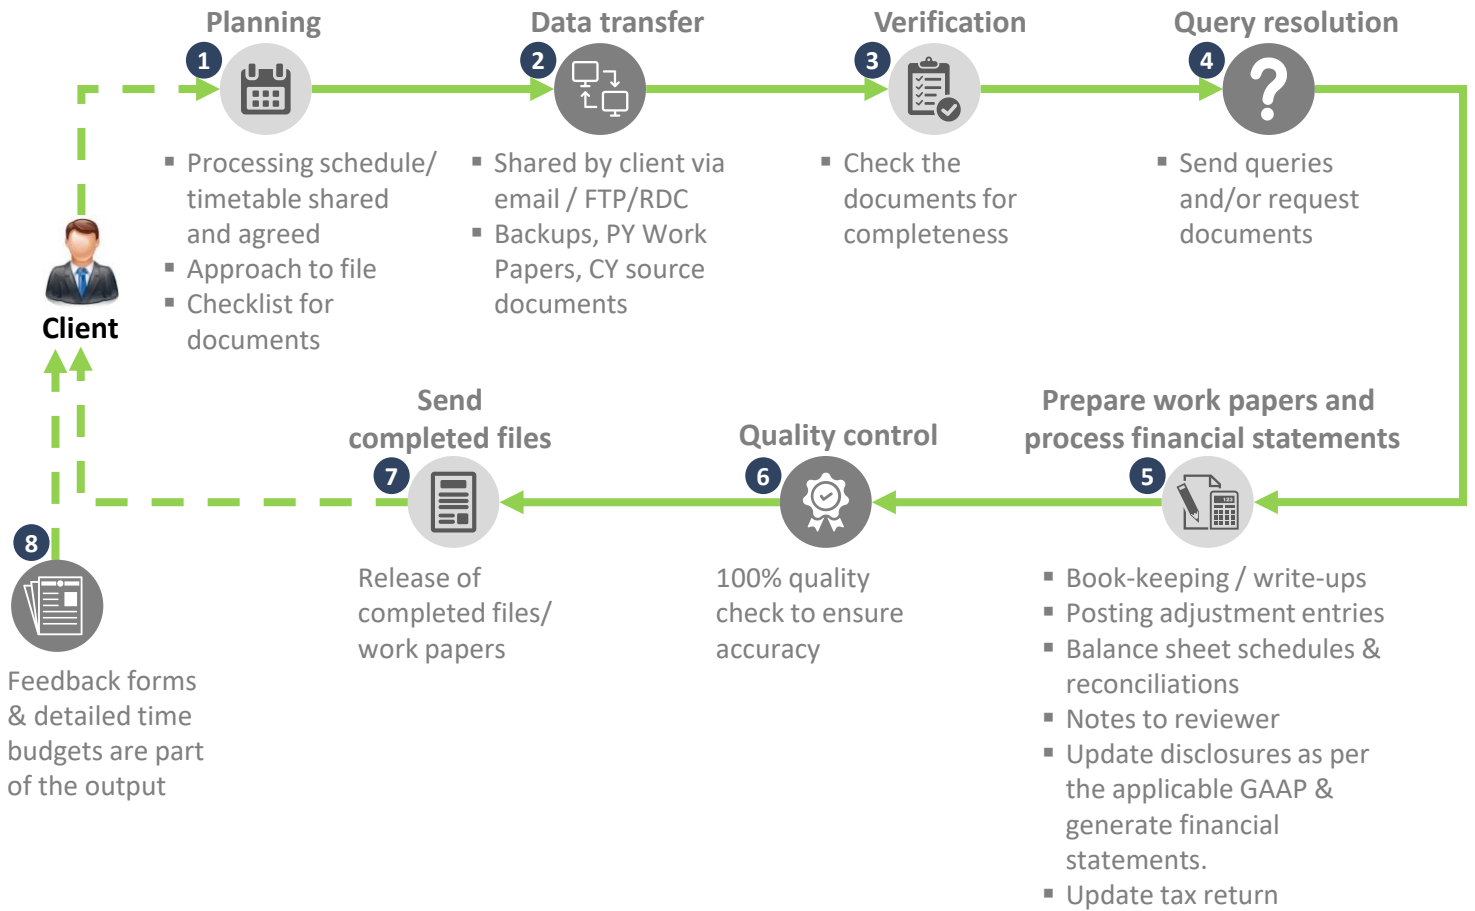 Planning
1
▪ Processing schedule/
timetable shared
and agreed
▪ Approach to file
▪ Checklist for
documents
Data transfer
2
▪ Shared by client via
email / FTP/RDC
▪ Backups, PY Work
Papers, CY source
documents
Verification
3
▪ Check the
documents for
completeness
Query resolution
4
▪ Send queries
and/or request
documents
Client
Prepare work papers and
process financial statements
5
123
▪ Book-keeping / write-ups
▪ Posting adjustment entries
▪ Balance sheet schedules &
reconciliations
▪ Notes to reviewer
▪ Update disclosures as per
the applicable GAAP &
generate financial
statements.
▪ Update tax return
Quality control
6
100% quality
check to ensure
accuracy
Send
completed files
7
Release of
completed files/
work papers
8
Feedback forms
& detailed time
budgets are part
of the output